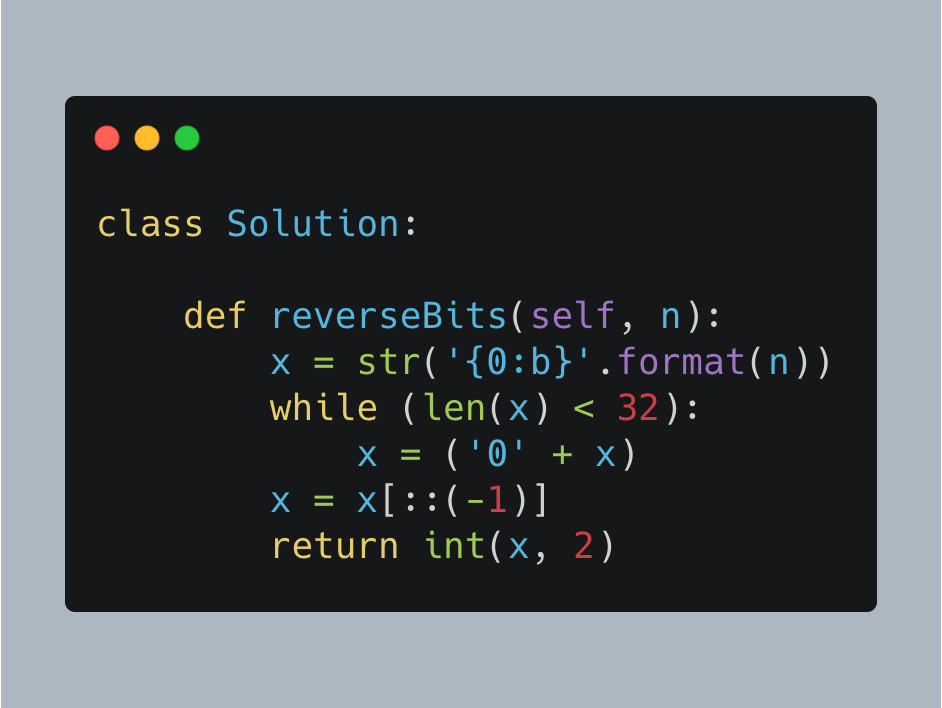 class Solution:

    def reverseBits(self, n):
        x = str('{0:b}'.format(n))
        while (len(x) < 32):
            x = ('0' + x)
        x = x[::(-1)]
        return int(x, 2)